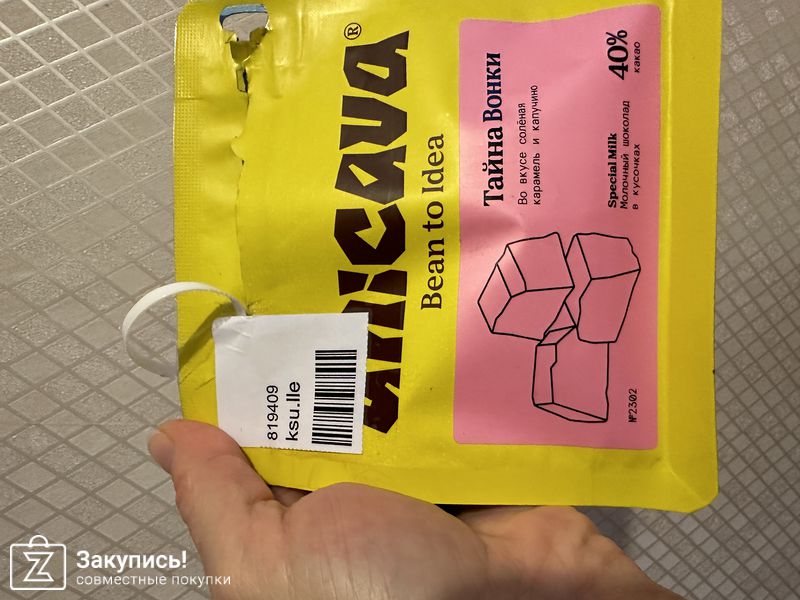 amicava®
Bean to Idea
Тайна Вонки
Во вкусе солёная
карамель и капучино
Special Milk
Молочный шоколад
в кусочках
40%
какао
№2302
819409
ksu.lle
Закупись!
совместные покупки